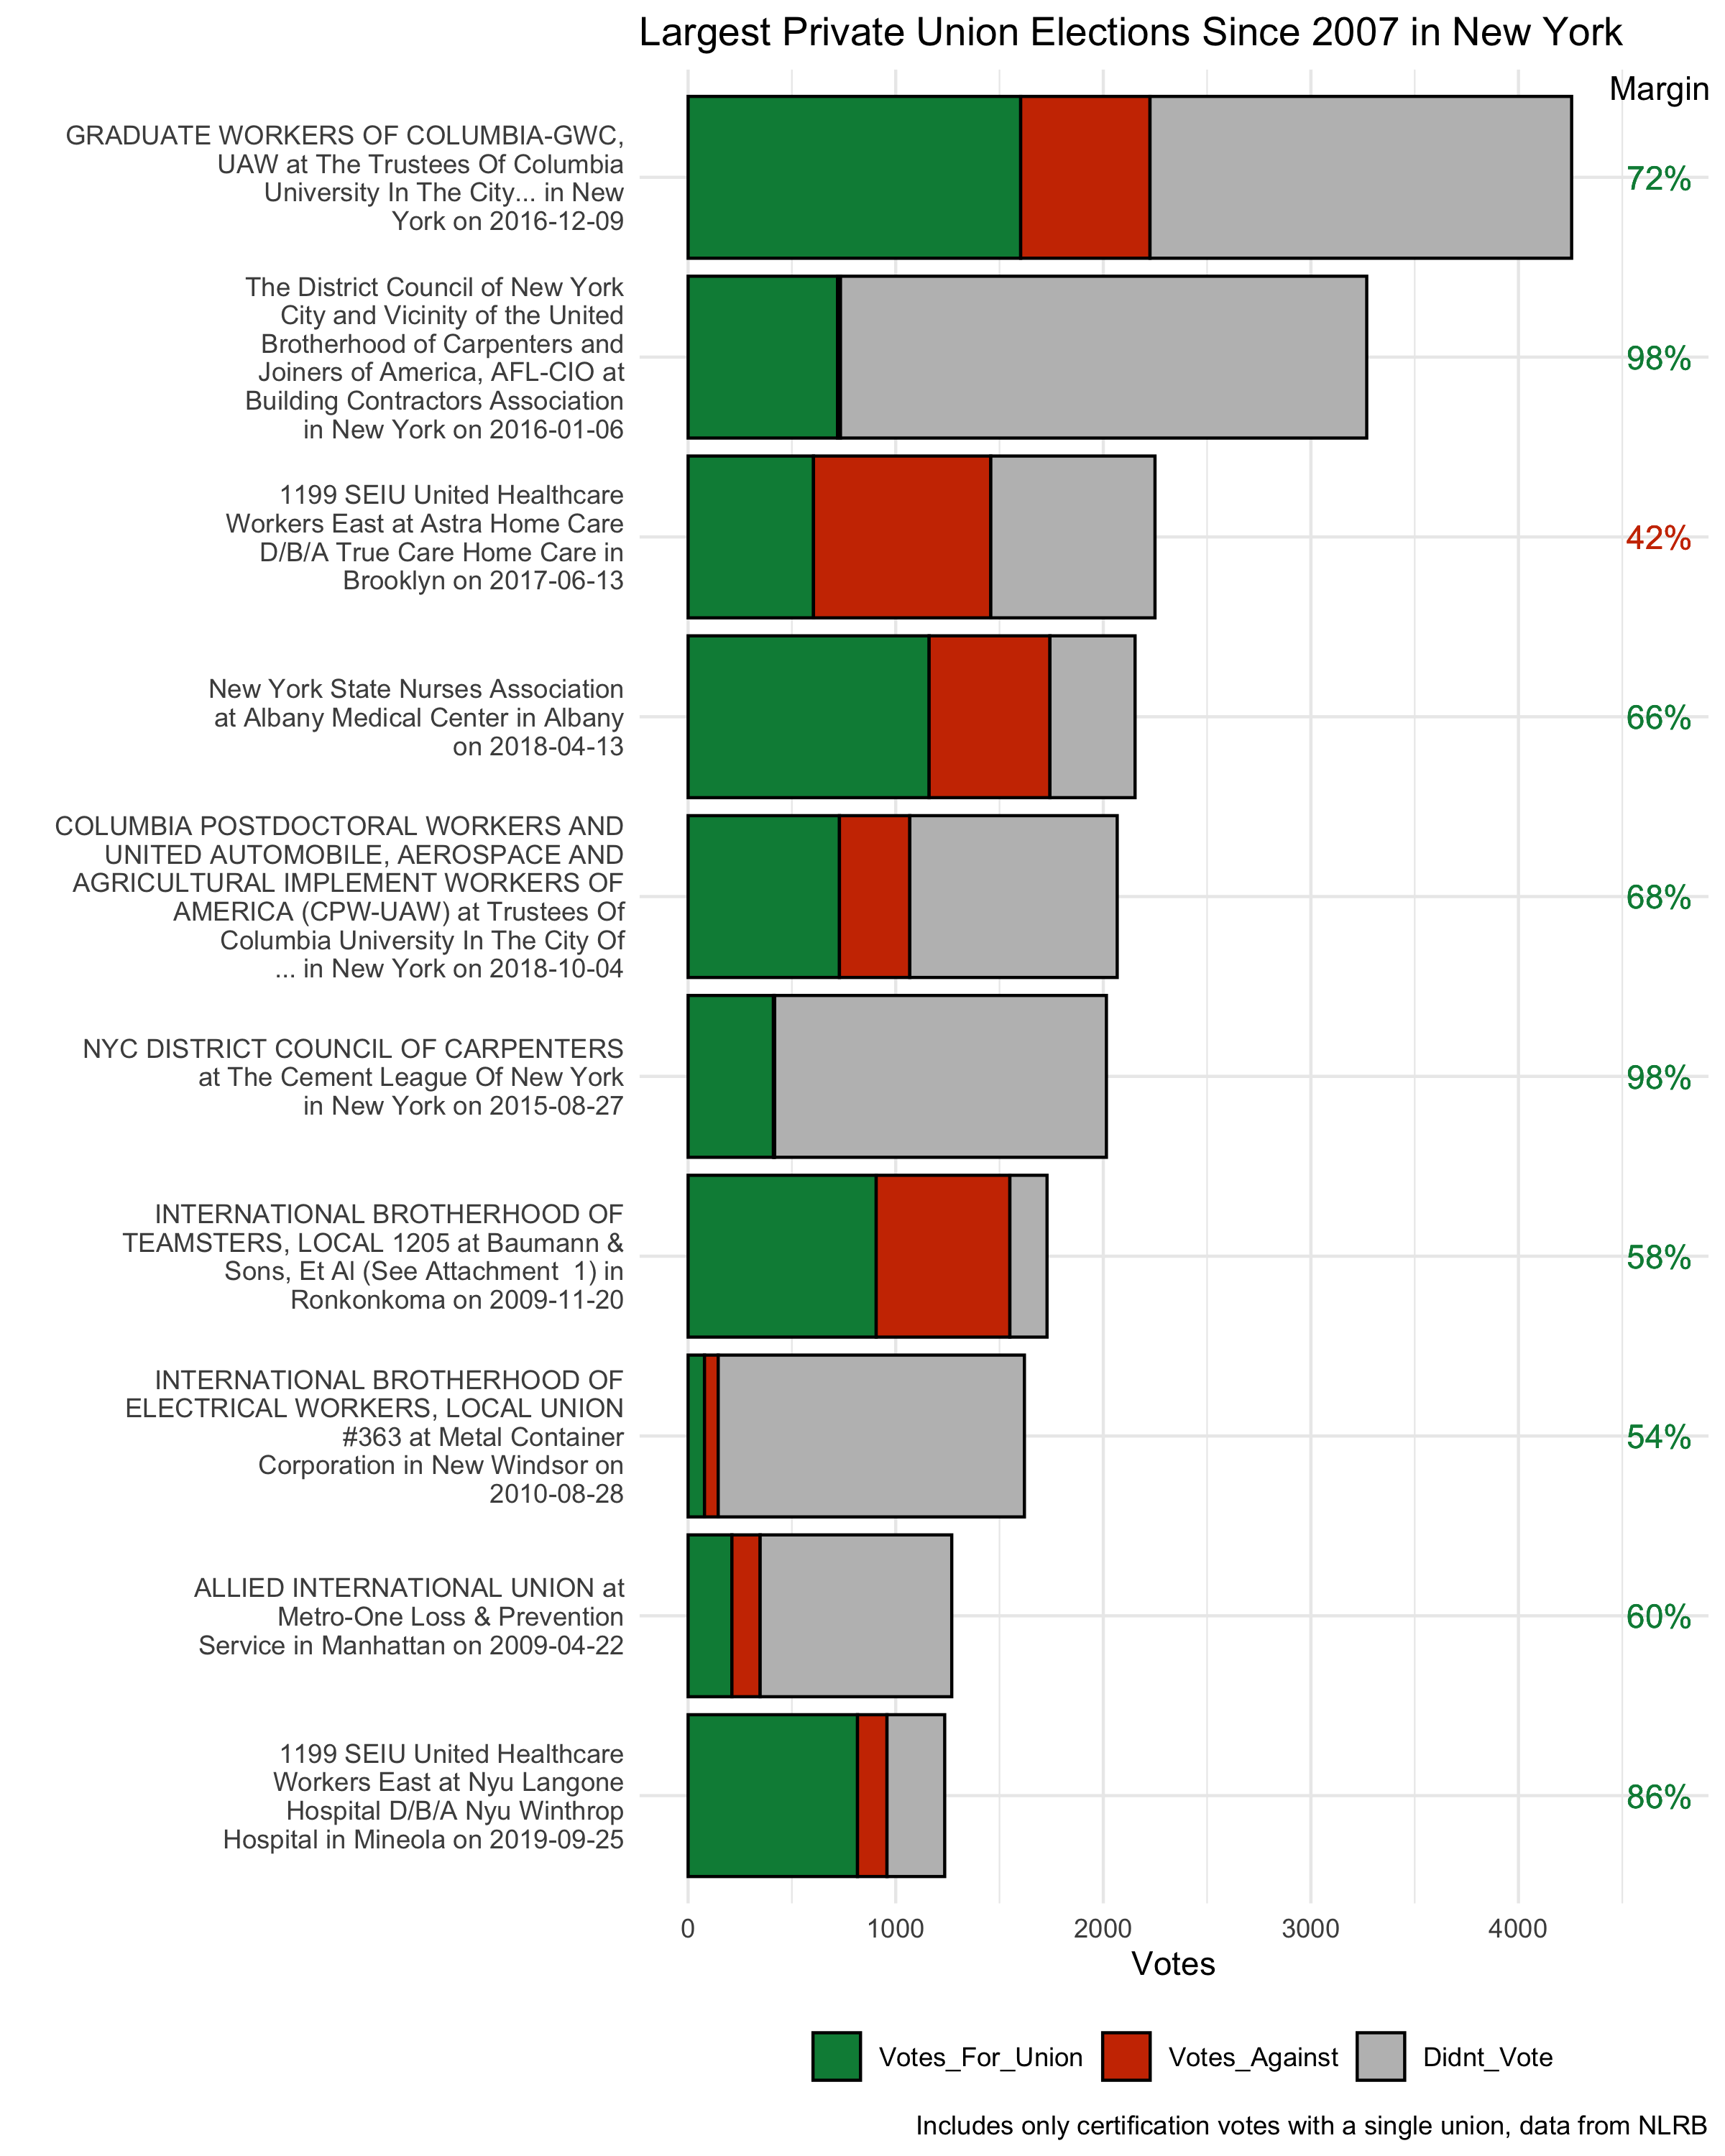 Largest Private Union Elections Since 2007 in New York
Margin
GRADUATE WORKERS OF COLUMBIA-GWC,
UAW at The Trustees Of Columbia
University In The City... in New
York on 2016-12-09
72%
The District Council of New York
City and Vicinity of the United
Brotherhood of Carpenters and
Joiners of America, AFL-CIO at
Building Contractors Association
in New York on 2016-01-06
98%
1199 SEIU United Healthcare
Workers East at Astra Home Care
D/B/A True Care Home Care in
Brooklyn on 2017-06-13
42%
New York State Nurses Association
at Albany Medical Center in Albany
on 2018-04-13
66%
COLUMBIA POSTDOCTORAL WORKERS AND
UNITED AUTOMOBILE, AEROSPACE AND
AGRICULTURAL IMPLEMENT WORKERS OF
AMERICA (CPW-UAW) at Trustees Of
Columbia University In The City Of
... in New York on 2018-10-04
68%
NYC DISTRICT COUNCIL OF CARPENTERS
at The Cement League Of New York
in New York on 2015-08-27
98%
INTERNATIONAL BROTHERHOOD OF
TEAMSTERS, LOCAL 1205 at Baumann &
Sons, Et Al (See Attachment  1) in
Ronkonkoma on 2009-11-20
58%
INTERNATIONAL BROTHERHOOD OF
ELECTRICAL WORKERS, LOCAL UNION
#363 at Metal Container
Corporation in New Windsor on
2010-08-28
54%
ALLIED INTERNATIONAL UNION at
Metro-One Loss & Prevention
Service in Manhattan on 2009-04-22
60%
1199 SEIU United Healthcare
Workers East at Nyu Langone
Hospital D/B/A Nyu Winthrop
Hospital in Mineola on 2019-09-25
86%
0 1000 2000 3000 4000
Votes
Votes_For_Union Votes_Against Didnt_Vote
Includes only certification votes with a single union, data from NLRB